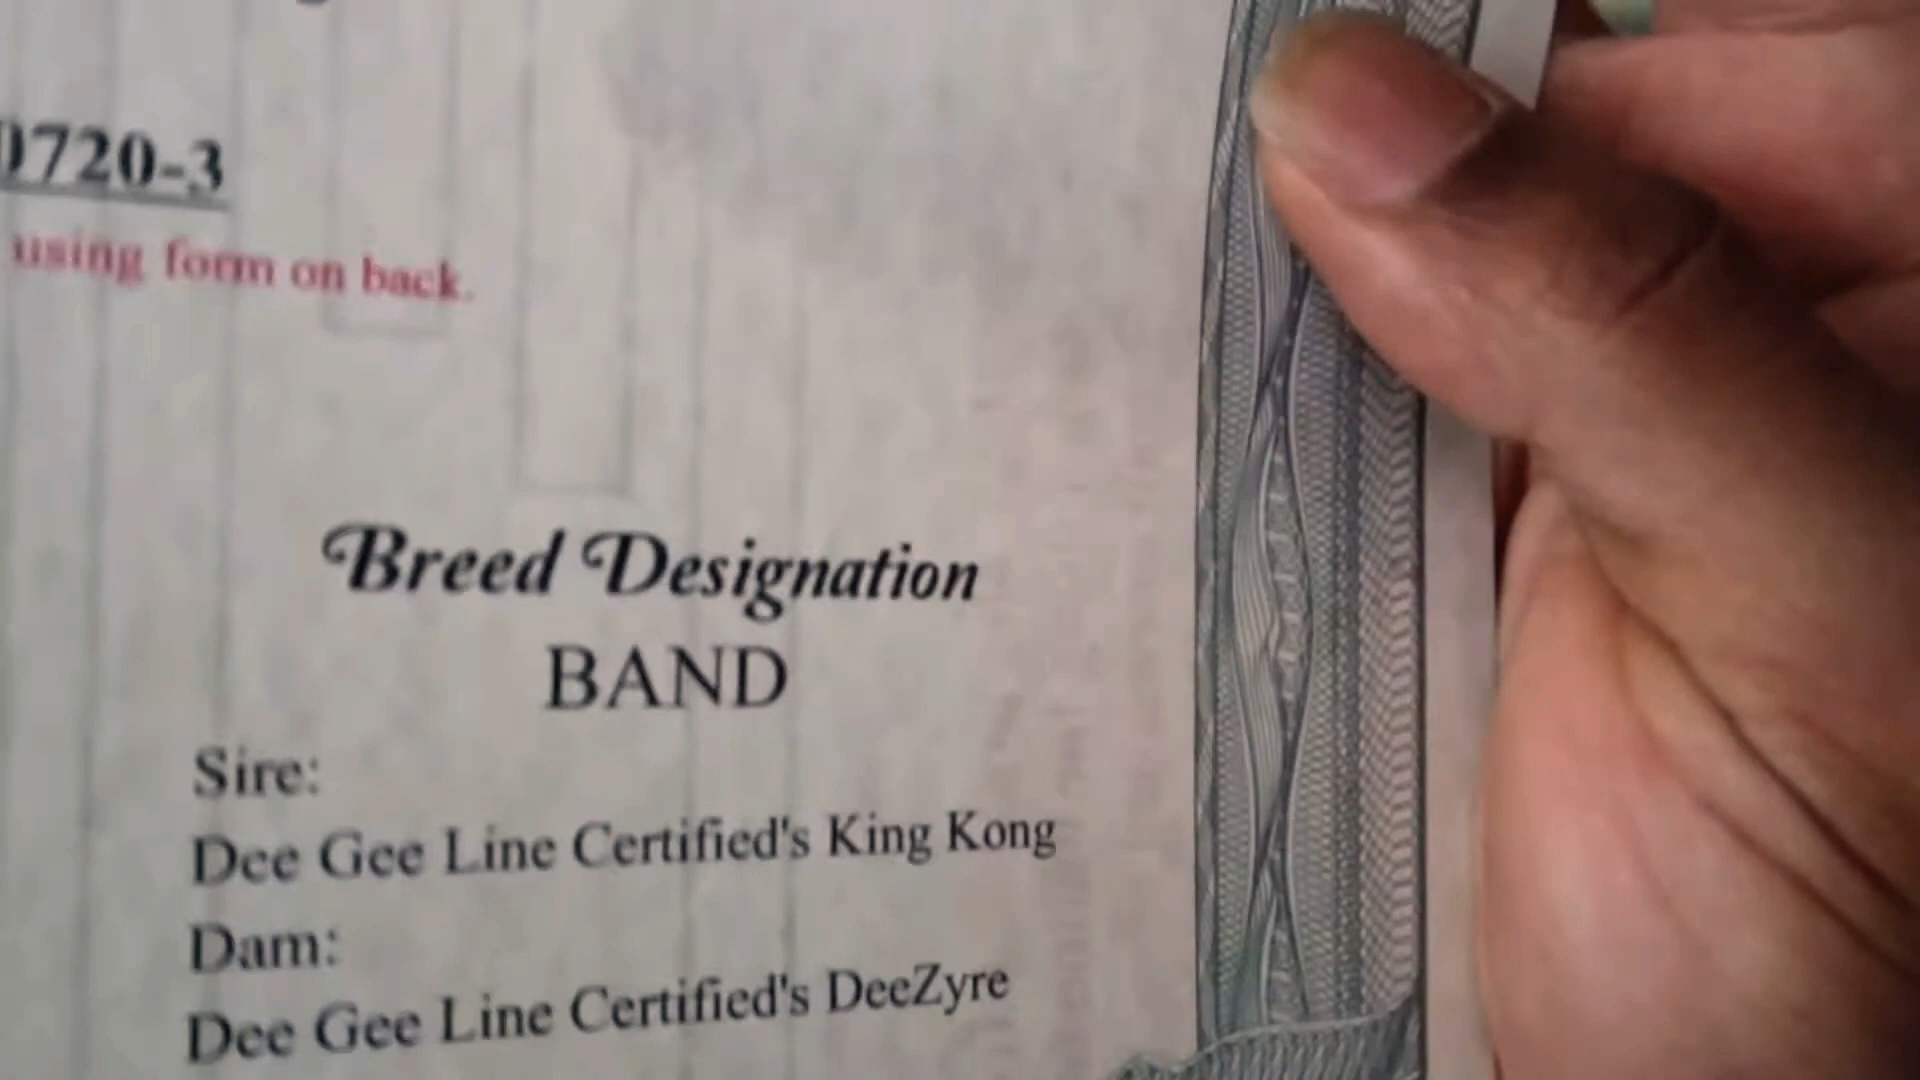 0720-3
using form on back.
Breed Designation
BAND
Sire:
Dee Gee Line Certified's King Kong
Dam:
Dee Gee Line Certified's DeeZyre